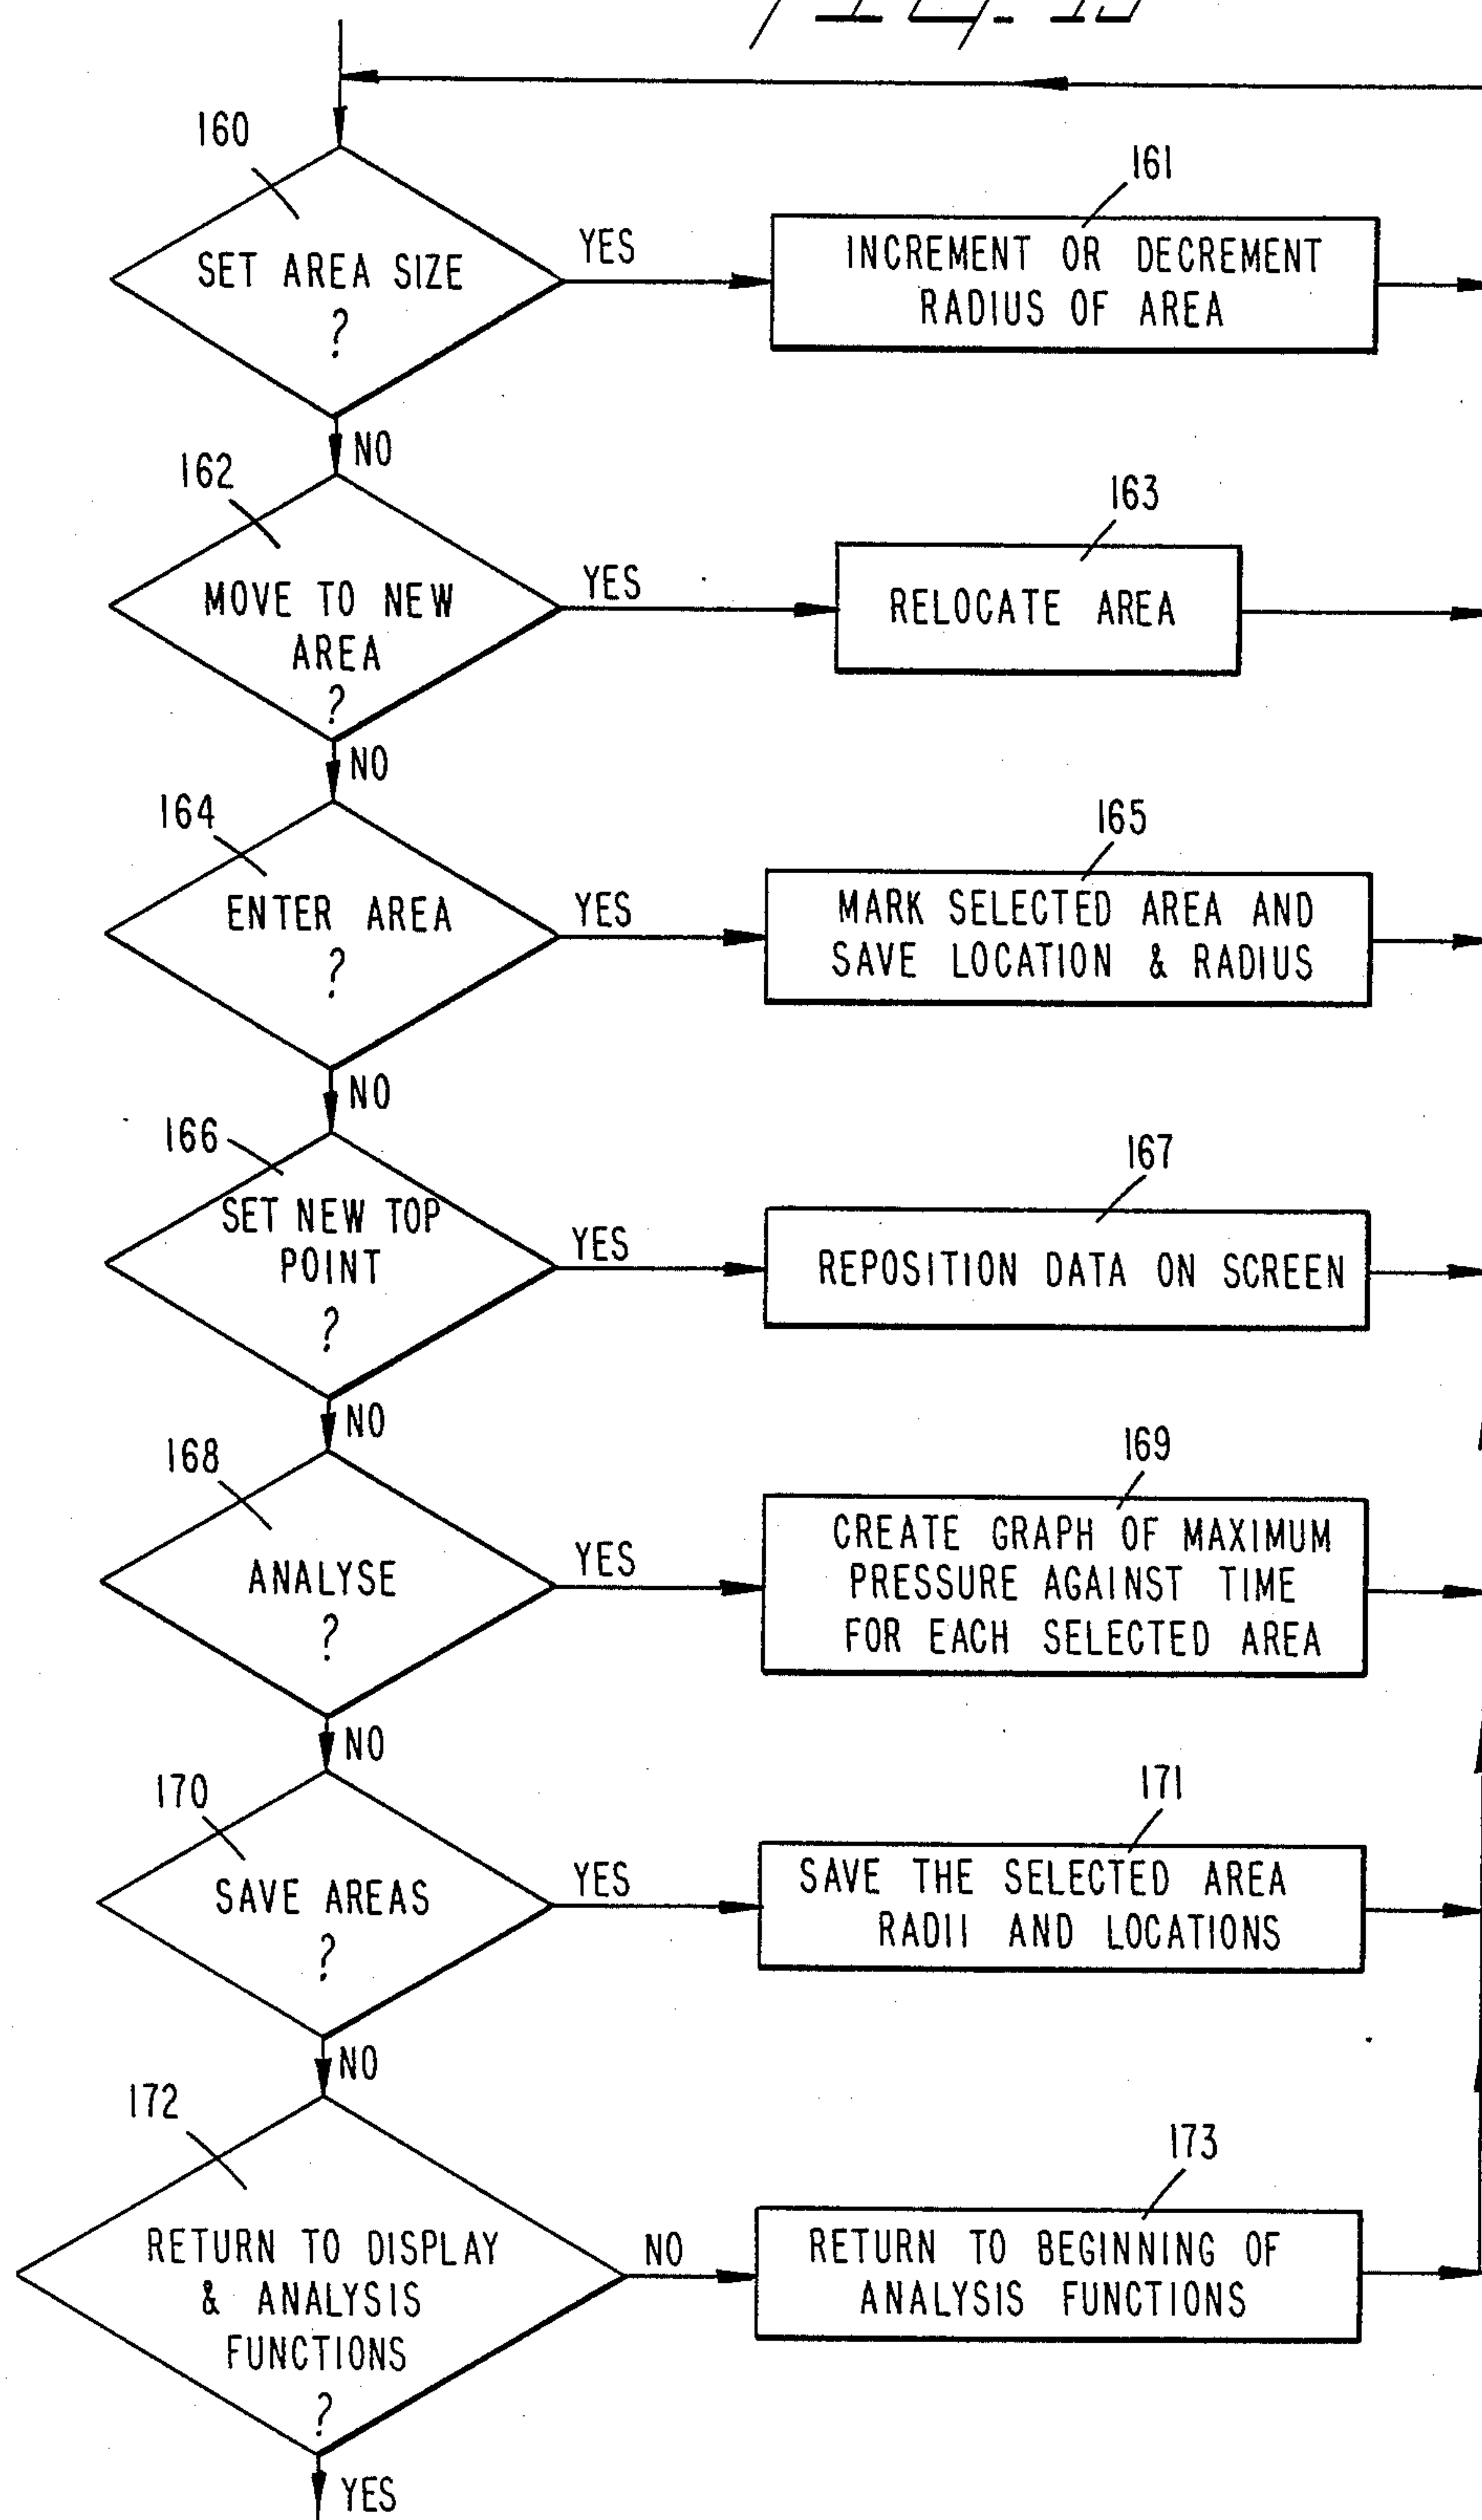 160
161
SET AREA SIZE
?
YES
INCREMENT OR DECREMENT
RADIUS OF AREA
NO
162
163
MOVE TO NEW
AREA
?
YES
RELOCATE AREA
NO
164
165
ENTER AREA
?
YES
MARK SELECTED AREA AND
SAVE LOCATION & RADIUS
NO
166
167
SET NEW TOP
POINT
?
YES
REPOSITION DATA ON SCREEN
NO
168
169
ANALYSE
?
YES
CREATE GRAPH OF MAXIMUM
PRESSURE AGAINST TIME
FOR EACH SELECTED AREA
NO
170
171
SAVE AREAS
?
YES
SAVE THE SELECTED AREA
RADII AND LOCATIONS
NO
172
173
RETURN TO DISPLAY
& ANALYSIS
FUNCTIONS
?
NO
RETURN TO BEGINNING OF
ANALYSIS FUNCTIONS
YES